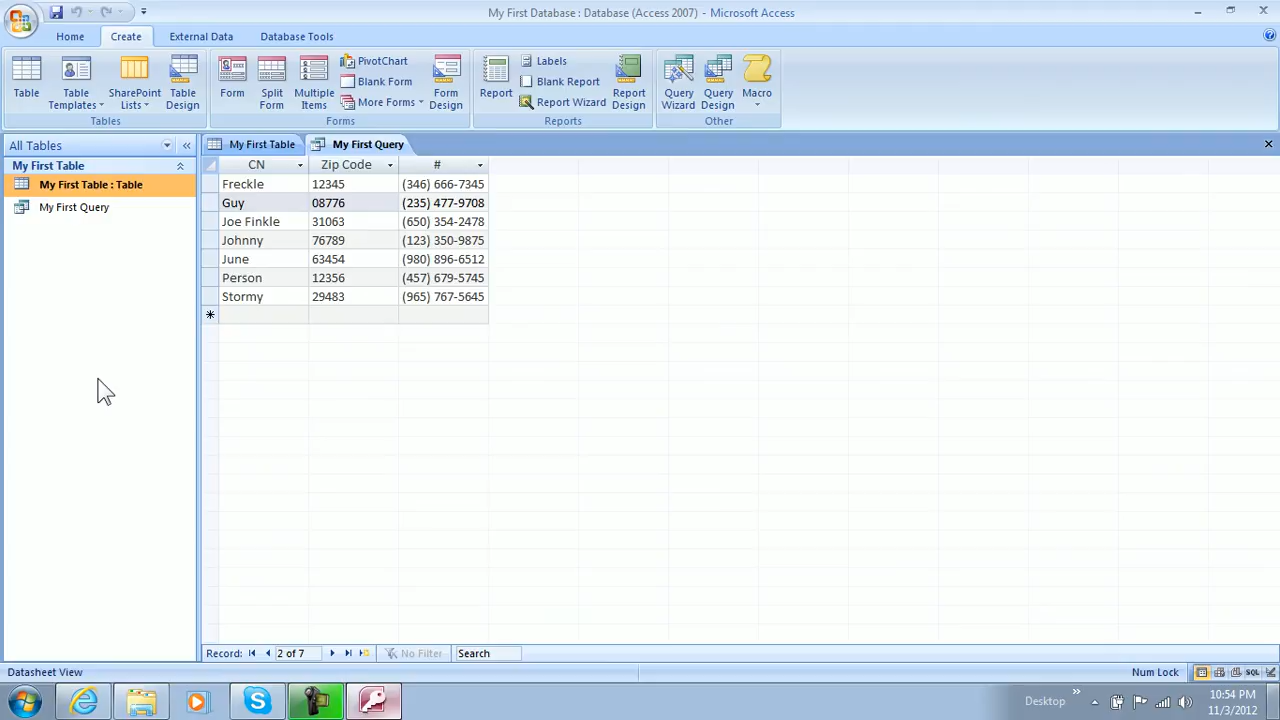 My First Database : Database (Access 2007) - Microsoft Access
Home Create External Data Database Tools
Table
Table Templates
SharePoint Lists
Table Design
Tables
Form
Split Form
Multiple Items
PivotChart
Blank Form
More Forms
Form Design
Forms
Report
Labels
Blank Report
Report Wizard
Report Design
Reports
Query Wizard
Query Design
Macro
Other
All Tables
My First Table
My First Table : Table
My First Query
My First Table My First Query
CN Zip Code #
Freckle 12345 (346) 666-7345
Guy 08776 (235) 477-9708
Joe Finkle 31063 (650) 354-2478
Johnny 76789 (123) 350-9875
June 63454 (980) 896-6512
Person 12356 (457) 679-5745
Stormy 29483 (965) 767-5645
Record: 2 of 7 No Filter Search
Datasheet View Num Lock SQL
Desktop 10:54 PM
11/3/2012